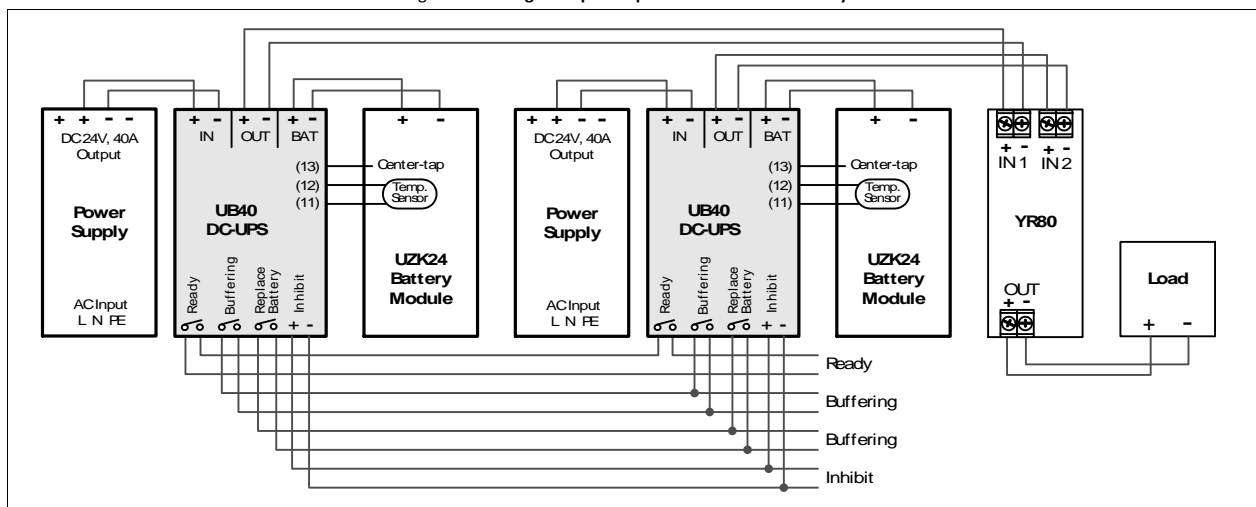 + + - -
DC24V, 40A
Output
Power
Supply
AC Input
L N PE
+ - + - + -
IN OUT BAT
(13)
(12)
(11)
UB40
DC-UPS
Ready
Buffering
Replace
Battery
Inhibit
+ -
+ -
Center-tap
Temp.
Sensor
UZK24
Battery
Module
+ + - -
DC24V, 40A
Output
Power
Supply
AC Input
L N PE
+ - + - + -
IN OUT BAT
(13)
(12)
(11)
UB40
DC-UPS
Ready
Buffering
Replace
Battery
Inhibit
+ -
+ -
Center-tap
Temp.
Sensor
UZK24
Battery
Module
+ - + -
IN 1 IN 2
YR80
OUT
+ -
Load
+ -
Ready
Buffering
Buffering
Inhibit